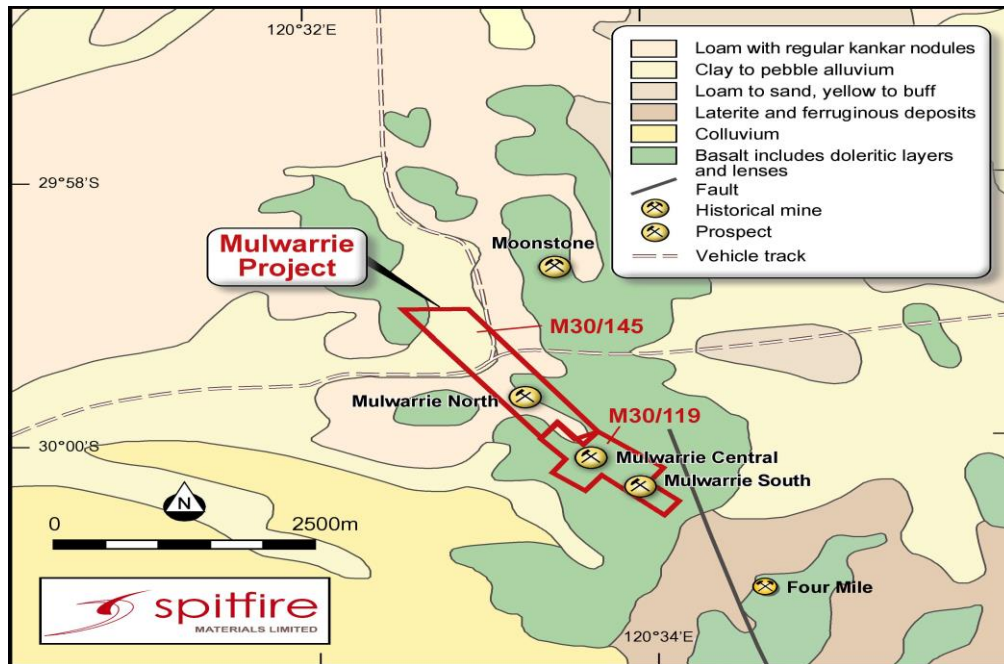 120°32'E
Loam with regular kankar nodules
Clay to pebble alluvium
Loam to sand, yellow to buff
Laterite and ferruginous deposits
Colluvium
Basalt includes doleritic layers
and lenses
Fault
Historical mine
Prospect
Vehicle track
29°58'S
Mulwarrie
Project
Moonstone
M30/145
Mulwarrie North
M30/119
30°00'S
Mulwarrie Central
Mulwarrie South
N
0 2500m
Four Mile
spitfire
MATERIALS LIMITED
120°34'E